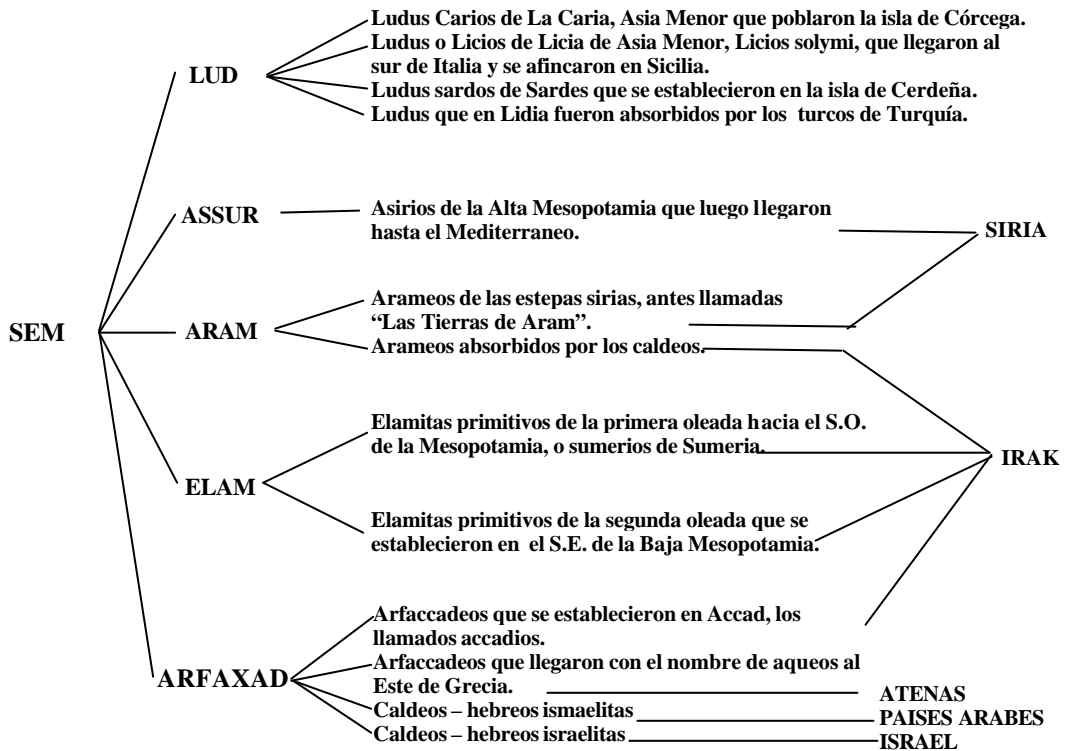 Ludus Carios de La Caria, Asia Menor que poblaron la isla de Córcega.
Ludus o Licios de Licia de Asia Menor, Licios solymi, que llegaron al
sur de Italia y se afincaron en Sicilia.
LUD
Ludus sardos de Sardes que se establecieron en la isla de Cerdeña.
Ludus que en Lidia fueron absorbidos por los turcos de Turquía.
ASSUR
Asirios de la Alta Mesopotamia que luego llegaron
hasta el Mediterraneo.
SIRIA
Arameos de las estepas sirias, antes llamadas
“Las Tierras de Aram”.
SEM
ARAM
Arameos absorbidos por los caldeos.
Elamitas primitivos de la primera oleada hacia el S.O.
de la Mesopotamia, o sumerios de Sumeria.
IRAK
ELAM
Elamitas primitivos de la segunda oleada que se
establecieron en el S.E. de la Baja Mesopotamia.
Arfaccadeos que se establecieron en Accad, los
llamados accadios.
Arfaccadeos que llegaron con el nombre de aqueos al
ARFAXAD
Este de Grecia.
ATENAS
Caldeos – hebreos ismaelitas
PAISES ARABES
Caldeos – hebreos israelitas
ISRAEL